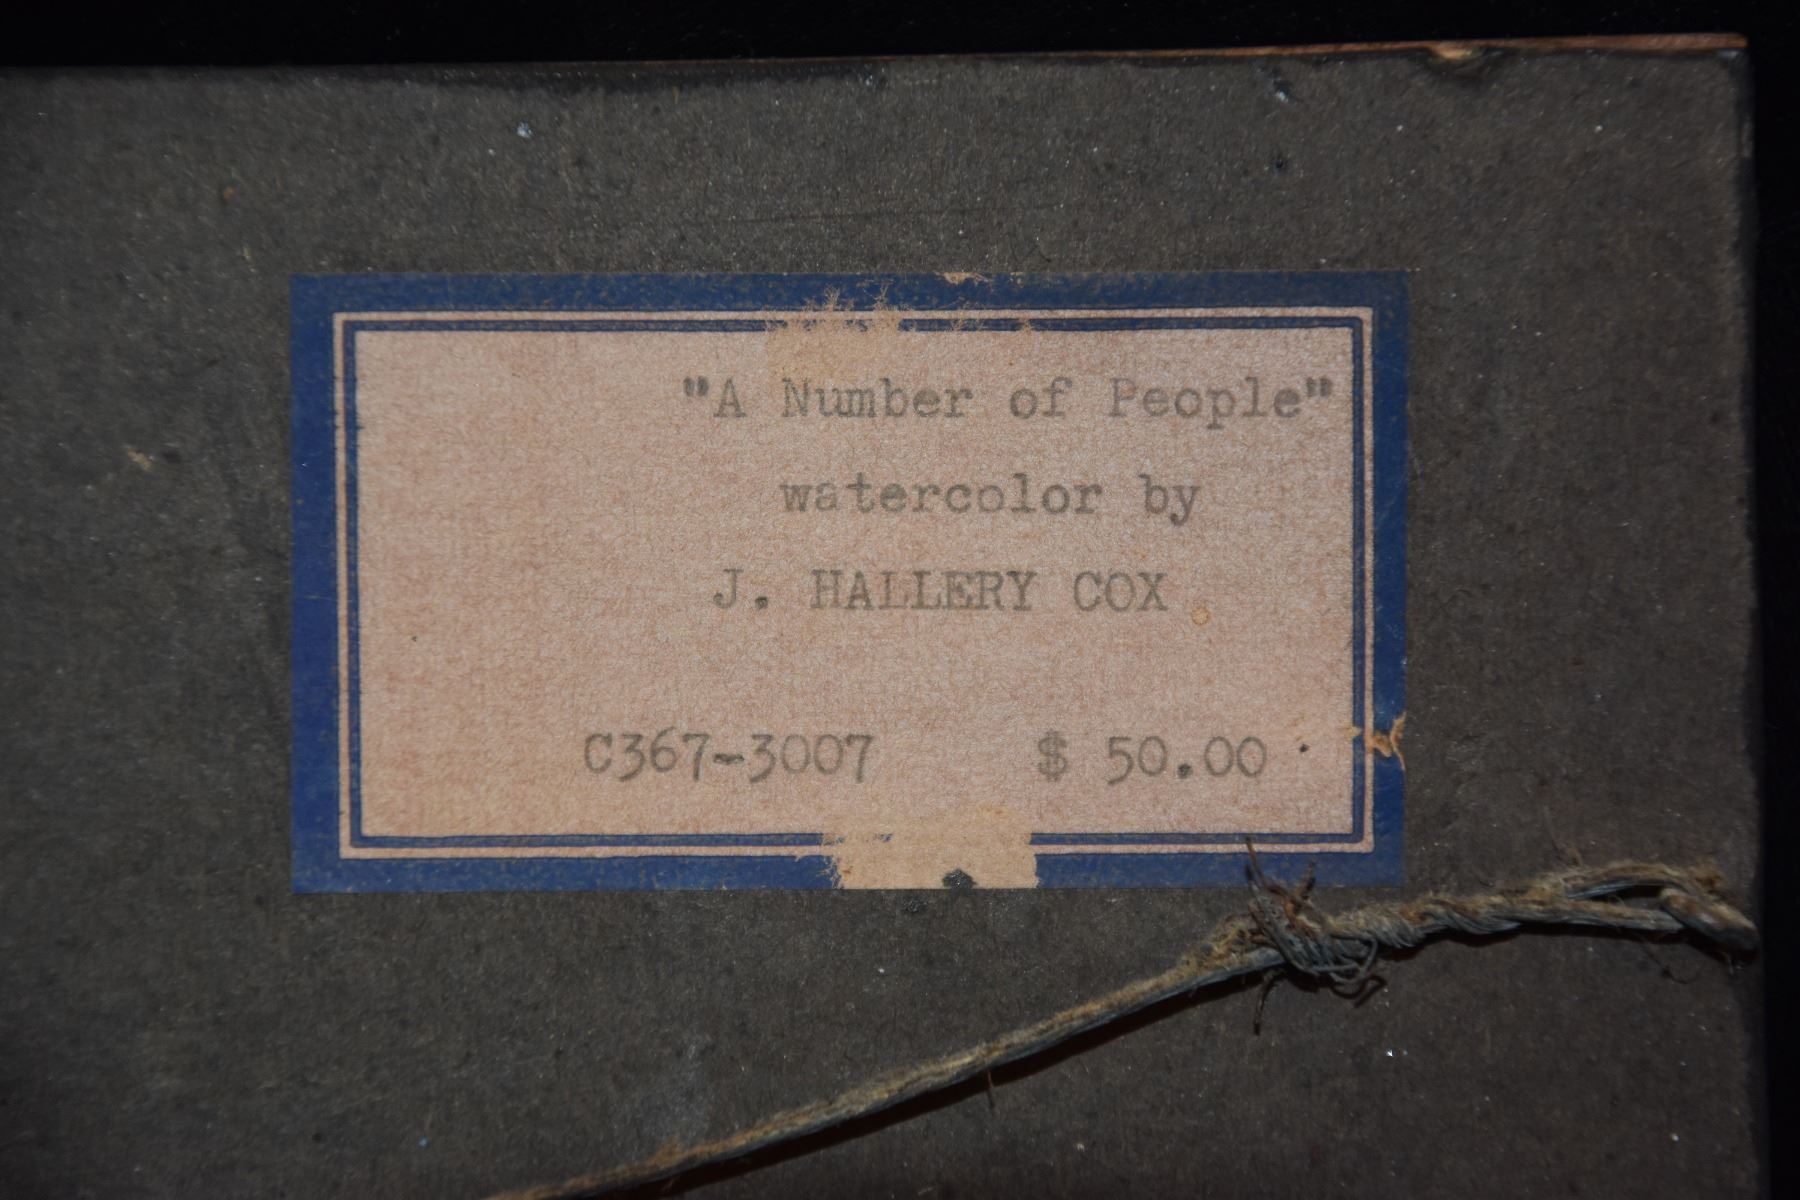 "A Number of People"
watercolor by
J. HALLERY COX
C367-3007 $ 50.00